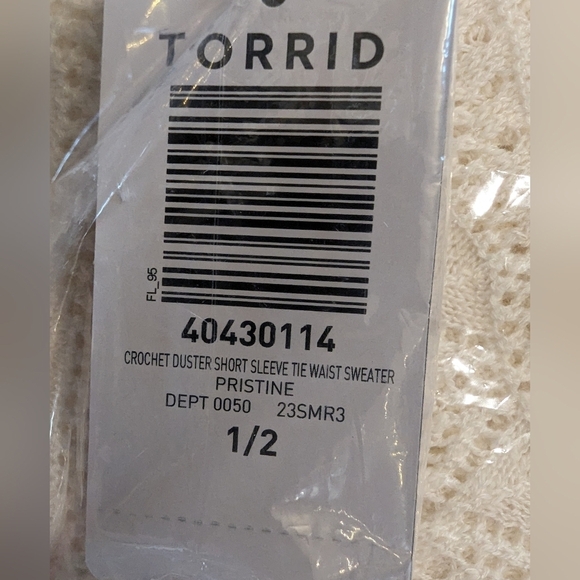 TORRID
FL_95
40430114
CROCHET DUSTER SHORT SLEEVE TIE WAIST SWEATER
PRISTINE
DEPT 0050 23SMR3
1/2